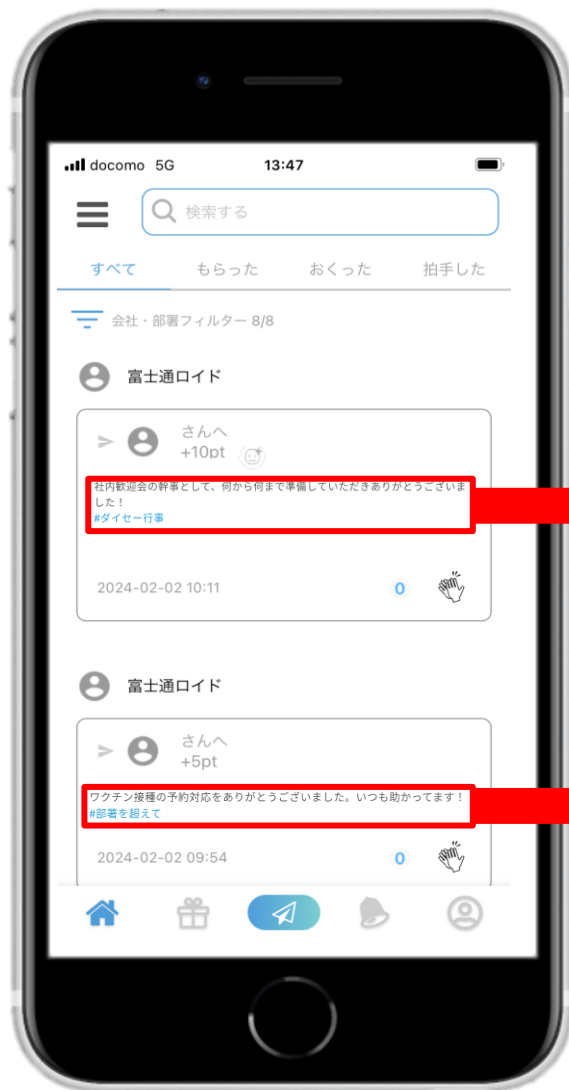 docomo 5G 13:47
検索する
すべて もらった おくった 拍手した
会社・部署フィルター 8/8
富士通ロイド
さんへ
+10pt
社内歓迎会の幹事として、何から何まで準備していただきありがとうございま
した！
#ダイセー行事
2024-02-02 10:11 0
富士通ロイド
さんへ
+5pt
ワクチン接種の予約対応をありがとうございました。いつも助かってます！
#部署を超えて
2024-02-02 09:54 0